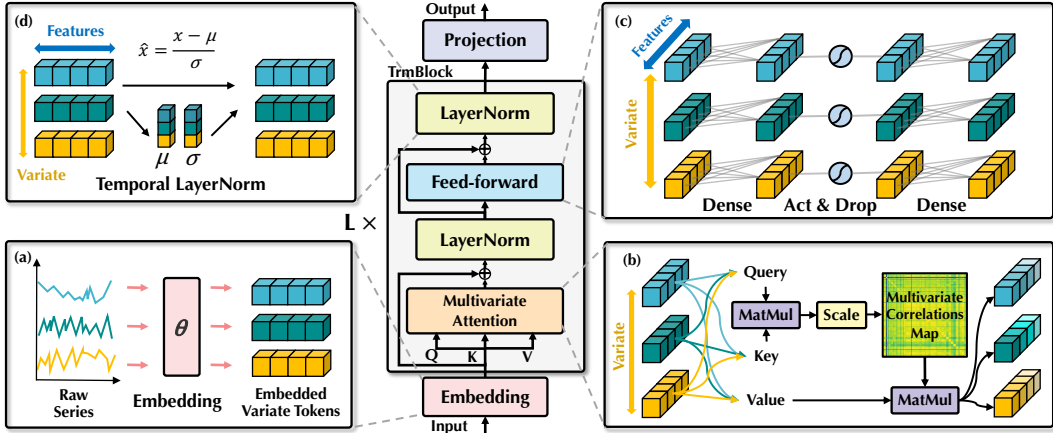 (d)
Features
x̂ = x − μ / σ
Variate
μ σ
Temporal LayerNorm
(a)
θ
Raw
Series
Embedding
Embedded
Variate Tokens
Output
Projection
TrmBlock
LayerNorm
Feed-forward
L ×
LayerNorm
Multivariate
Attention
Q K V
Embedding
Input
(c)
Features
Variate
Dense Act & Drop Dense
(b)
Variate
Query
MatMul
Scale
Multivariate
Correlations
Map
Key
Value
MatMul